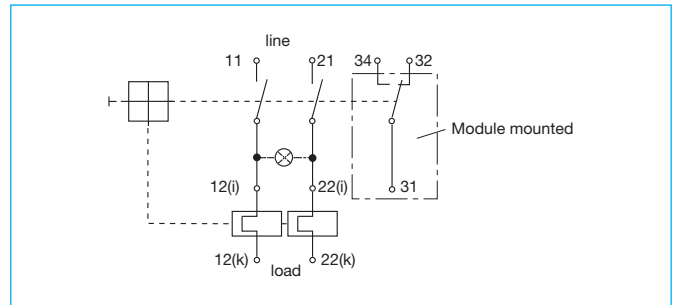 line
11
21
34
32
Module mounted
12(i)
22(i)
31
12(k)
22(k)
load